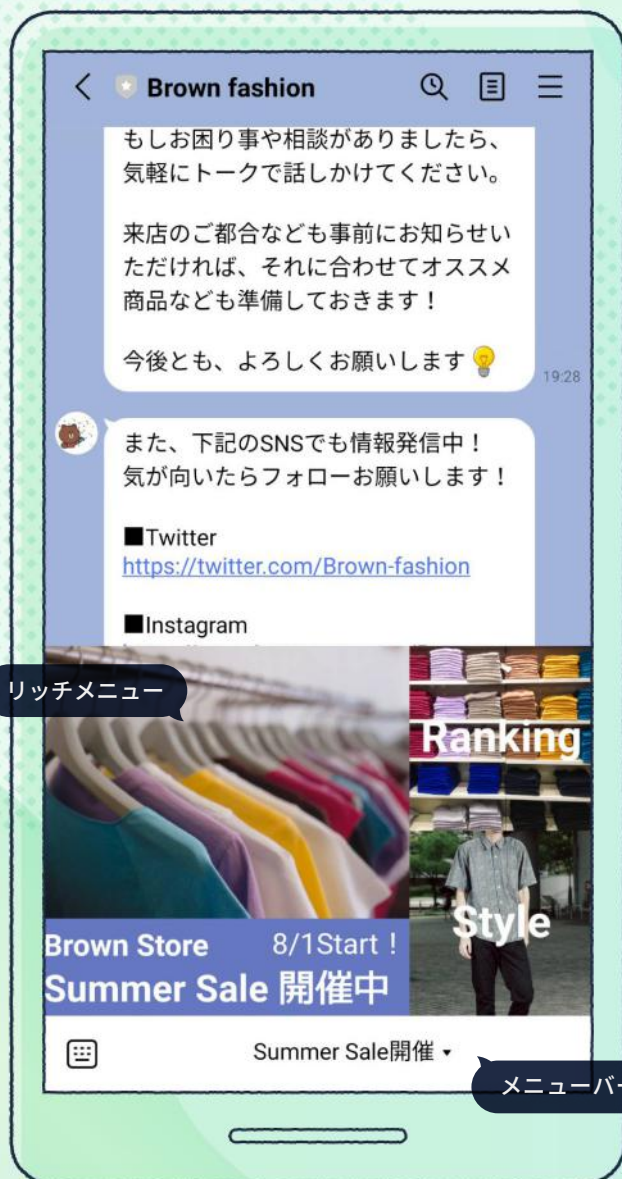 Brown fashion
もしお困り事や相談がありましたら、
気軽にトークで話しかけてください。
来店のご都合なども事前にお知らせい
ただければ、それに合わせてオススメ
商品なども準備しておきます！
今後とも、よろしくお願いします
19:28
また、下記のSNSでも情報発信中！
気が向いたらフォローお願いします！
■Twitter
https://twitter.com/Brown-fashion
■Instagram
リッチメニュー
Ranking
Style
Brown Store 8/1Start！
Summer Sale 開催中
Summer Sale開催
メニューバー